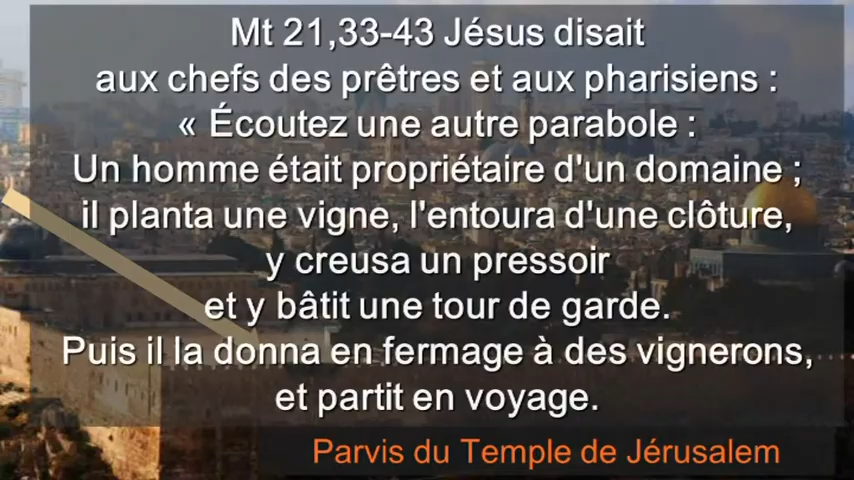 Mt 21,33-43 Jésus disait
aux chefs des prêtres et aux pharisiens :
« Écoutez une autre parabole :
Un homme était propriétaire d'un domaine ;
il planta une vigne, l'entoura d'une clôture,
y creusa un pressoir
et y bâtit une tour de garde.
Puis il la donna en fermage à des vignerons,
et partit en voyage.
Parvis du Temple de Jérusalem